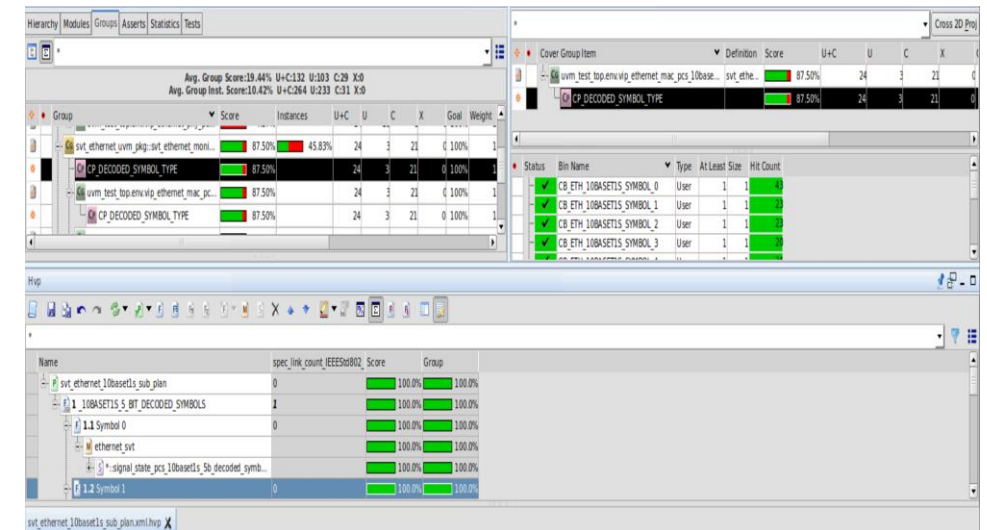 Hierarchy Modules Groups Asserts Statistics Tests
*
Avg. Group Score:19.44% U+C:132 U:103 C:29 X:0
Avg. Group Inst. Score:10.42% U+C:264 U:233 C:31 X:0
Group Score Instances U+C U C X Goal Weight
svt_ethernet_uvm_pkg::svt_ethernet_moni... 87.50% 45.83% 24 3 21 0 100% 1
CP_DECODED_SYMBOL_TYPE 87.50% 24 3 21 0 100% 1
uvm_test_top.env.vip_ethernet_mac_pc... 87.50% 24 3 21 0 100% 1
CP_DECODED_SYMBOL_TYPE 87.50% 24 3 21 0 100% 1
* Cross 2D Proj
Cover Group Item Definition Score U+C U C X
uvm_test_top.env.vip_ethernet_mac_pcs_10base... svt_ethe... 87.50% 24 3 21 0
CP_DECODED_SYMBOL_TYPE 87.50% 24 3 21 0
Status Bin Name Type At Least Size Hit Count
CB_ETH_10BASET1S_SYMBOL_0 User 1 1 43
CB_ETH_10BASET1S_SYMBOL_1 User 1 1 23
CB_ETH_10BASET1S_SYMBOL_2 User 1 1 23
CB_ETH_10BASET1S_SYMBOL_3 User 1 1 20
Hvp
*
Name spec_link_count_IEEEStd802_ Score Group
svt_ethernet_10baset1s_sub_plan 0 100.0% 100.0%
1 _10BASET1S_5_BIT_DECODED_SYMBOLS 1 100.0% 100.0%
1.1 Symbol 0 0 100.0% 100.0%
ethernet_svt 100.0% 100.0%
*::signal_state_pcs_10baset1s_5b_decoded_symb... 100.0% 100.0%
1.2 Symbol 1 0 100.0% 100.0%
svt_ethernet_10baset1s_sub_plan.xml.hvp X